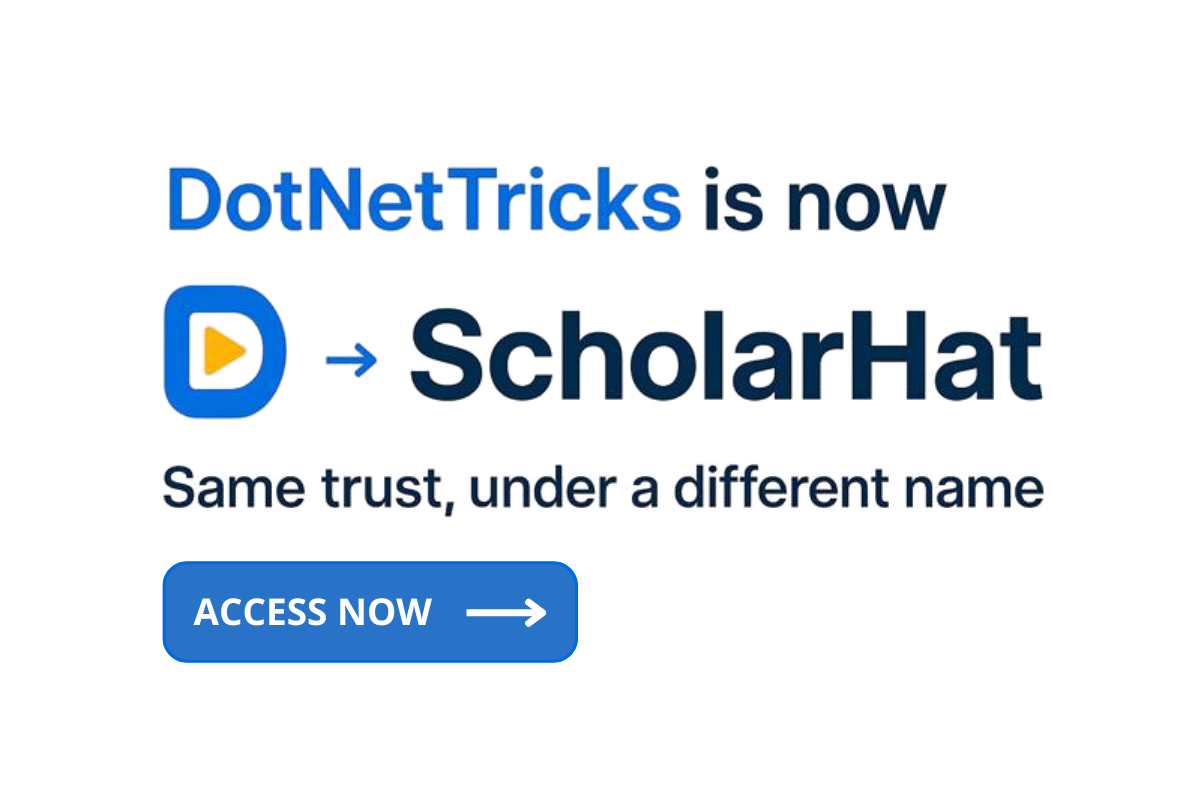 DotNetTricks is now
→ ScholarHat
Same trust, under a different name
ACCESS NOW →